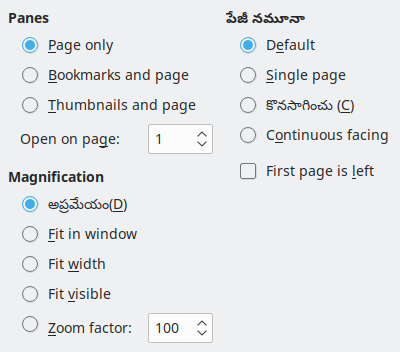 Panes
Page only
Bookmarks and page
Thumbnails and page
Open on page:
1
Magnification
అప్రమేయం(D)
Fit in window
Fit width
Fit visible
Zoom factor:
100
పేజీ నమూనా
Default
Single page
కొనసాగించు (C)
Continuous facing
First page is left